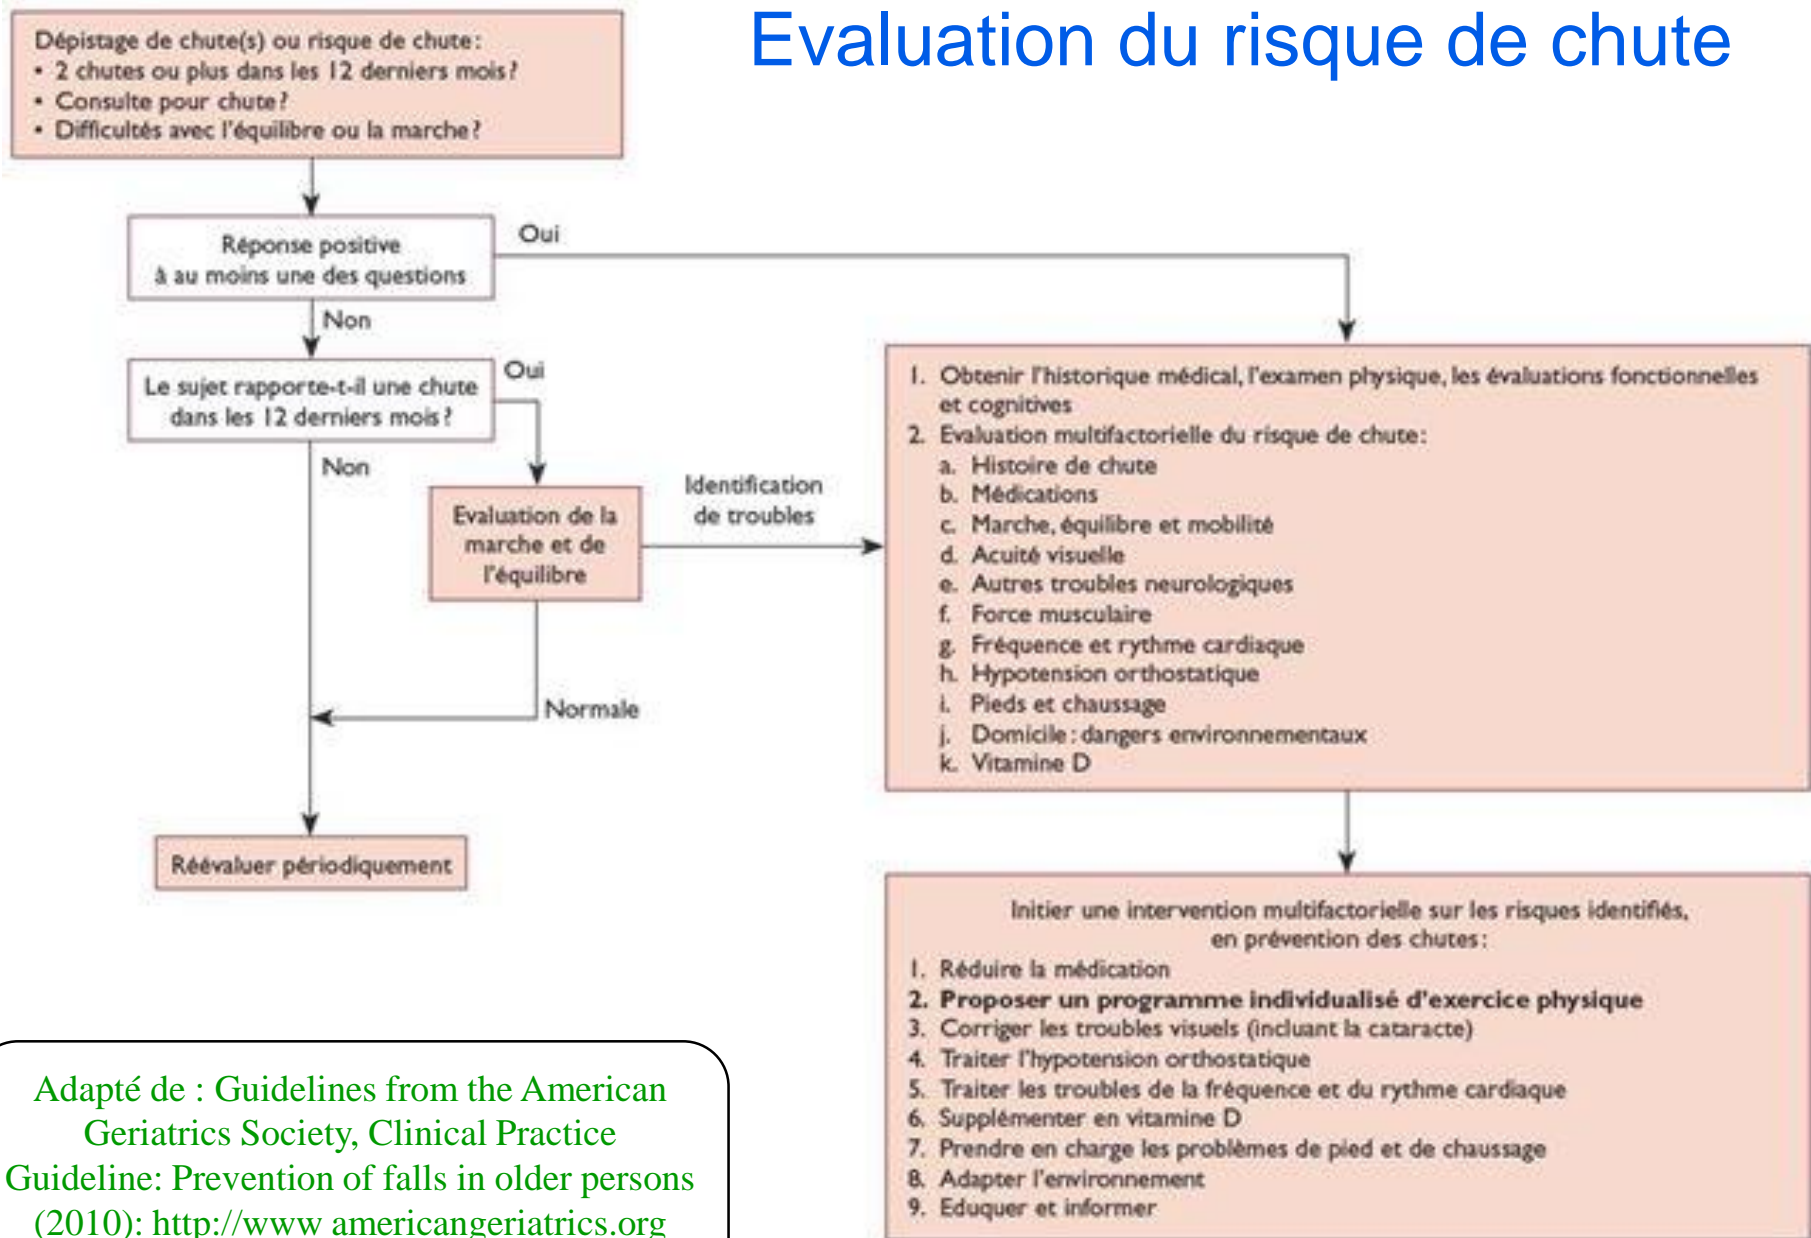 Evaluation du risque de chute
Dépistage de chute(s) ou risque de chute:
• 2 chutes ou plus dans les 12 derniers mois?
• Consulte pour chute?
• Difficultés avec l'équilibre ou la marche?
Réponse positive
à au moins une des questions
Oui
Non
Le sujet rapporte-t-il une chute
dans les 12 derniers mois?
Oui
Non
Evaluation de la
marche et de
l'équilibre
Identification
de troubles
Normale
Réévaluer périodiquement
1. Obtenir l'historique médical, l'examen physique, les évaluations fonctionnelles
et cognitives
2. Evaluation multifactorielle du risque de chute:
a. Histoire de chute
b. Médications
c. Marche, équilibre et mobilité
d. Acuité visuelle
e. Autres troubles neurologiques
f. Force musculaire
g. Fréquence et rythme cardiaque
h. Hypotension orthostatique
i. Pieds et chaussage
j. Domicile: dangers environnementaux
k. Vitamine D
Initier une intervention multifactorielle sur les risques identifiés,
en prévention des chutes:
1. Réduire la médication
2. Proposer un programme individualisé d'exercice physique
3. Corriger les troubles visuels (incluant la cataracte)
4. Traiter l'hypotension orthostatique
5. Traiter les troubles de la fréquence et du rythme cardiaque
6. Supplémenter en vitamine D
7. Prendre en charge les problèmes de pied et de chaussage
8. Adapter l'environnement
9. Eduquer et informer
Adapté de : Guidelines from the American
Geriatrics Society, Clinical Practice
Guideline: Prevention of falls in older persons
(2010): http://www americangeriatrics.org